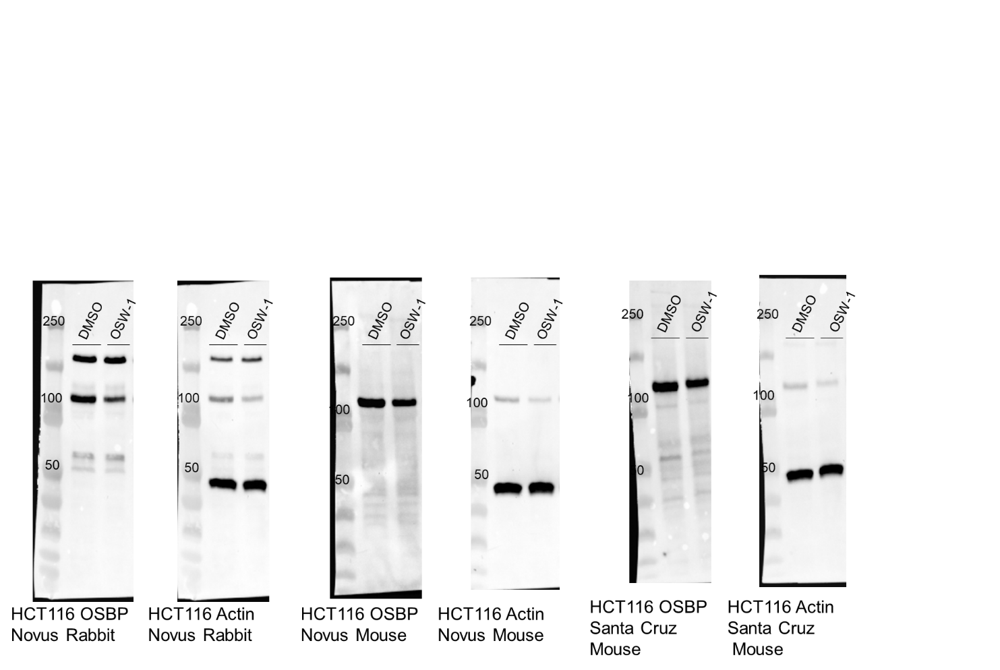 250
DMSO
OSW-1
100
50
HCT116 OSBP
Novus Rabbit
250
DMSO
OSW-1
100
50
HCT116 Actin
Novus Rabbit
250
DMSO
OSW-1
100
50
HCT116 OSBP
Novus Mouse
250
DMSO
OSW-1
100
50
HCT116 Actin
Novus Mouse
250
DMSO
OSW-1
100
50
HCT116 OSBP
Santa Cruz
Mouse
250
DMSO
OSW-1
100
50
HCT116 Actin
Santa Cruz
Mouse